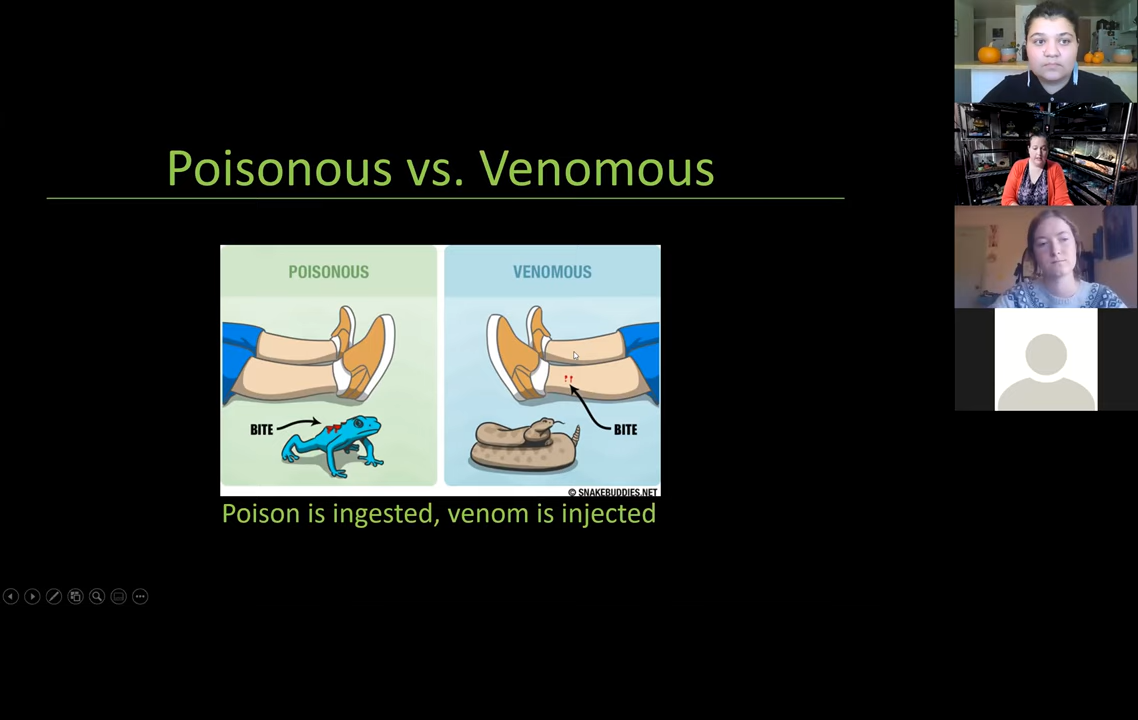 Poisonous vs. Venomous
POISONOUS
VENOMOUS
BITE
BITE
© SNAKEBUDDIES.NET
Poison is ingested, venom is injected